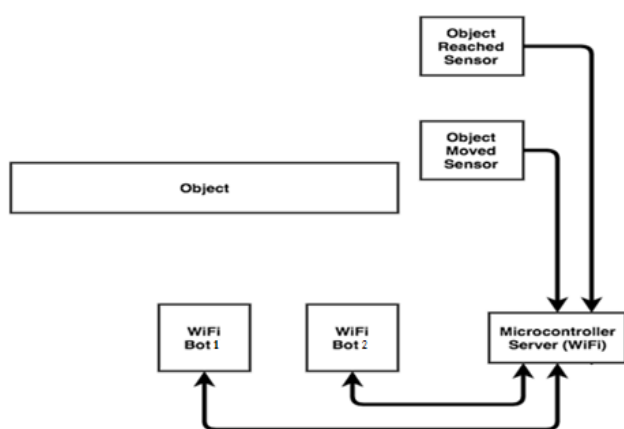 Object
Reached
Sensor
Object
Moved
Sensor
Object
WiFi
Bot 1
WiFi
Bot 2
Microcontroller
Server (WiFi)